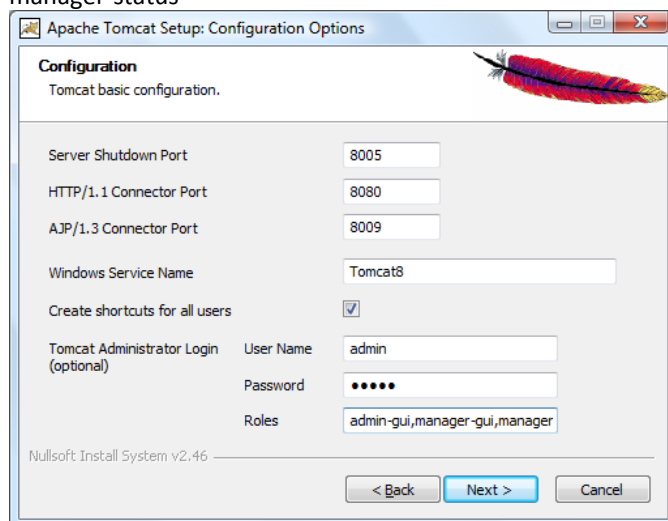 manager-status
Apache Tomcat Setup: Configuration Options
Configuration
Tomcat basic configuration.
Server Shutdown Port 8005
HTTP/1.1 Connector Port 8080
AJP/1.3 Connector Port 8009
Windows Service Name Tomcat8
Create shortcuts for all users
Tomcat Administrator Login User Name admin
(optional)
Password •••••
Roles admin-gui,manager-gui,manager
Nullsoft Install System v2.46
< Back Next > Cancel